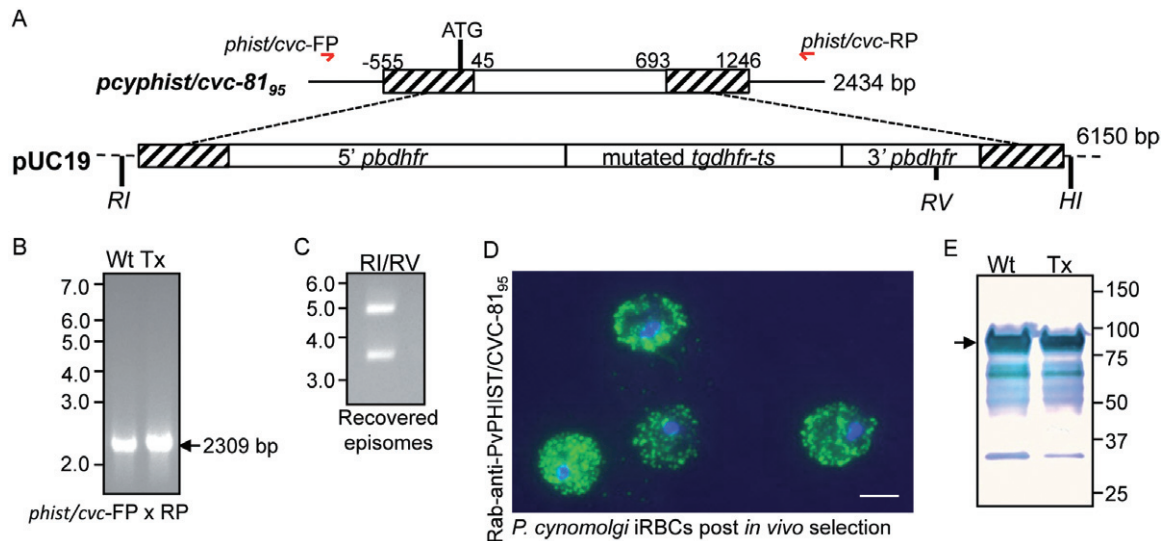 A
phist/cvc-FP
ATG
phist/cvc-RP
-555
45
693
1246
pcyphist/cvc-81₉₅
2434 bp
pUC19
5' pbdhfr
mutated tgdhfr-ts
3' pbdhfr
6150 bp
RI
RV
HI
B
Wt Tx
7.0
6.0
5.0
4.0
3.0
2.0
2309 bp
phist/cvc-FP x RP
C
RI/RV
6.0
5.0
4.0
3.0
Recovered
episomes
D
Rab-anti-PvPHIST/CVC-81₉₅
P. cynomolgi iRBCs post in vivo selection
E
Wt Tx
150
100
75
50
37
25